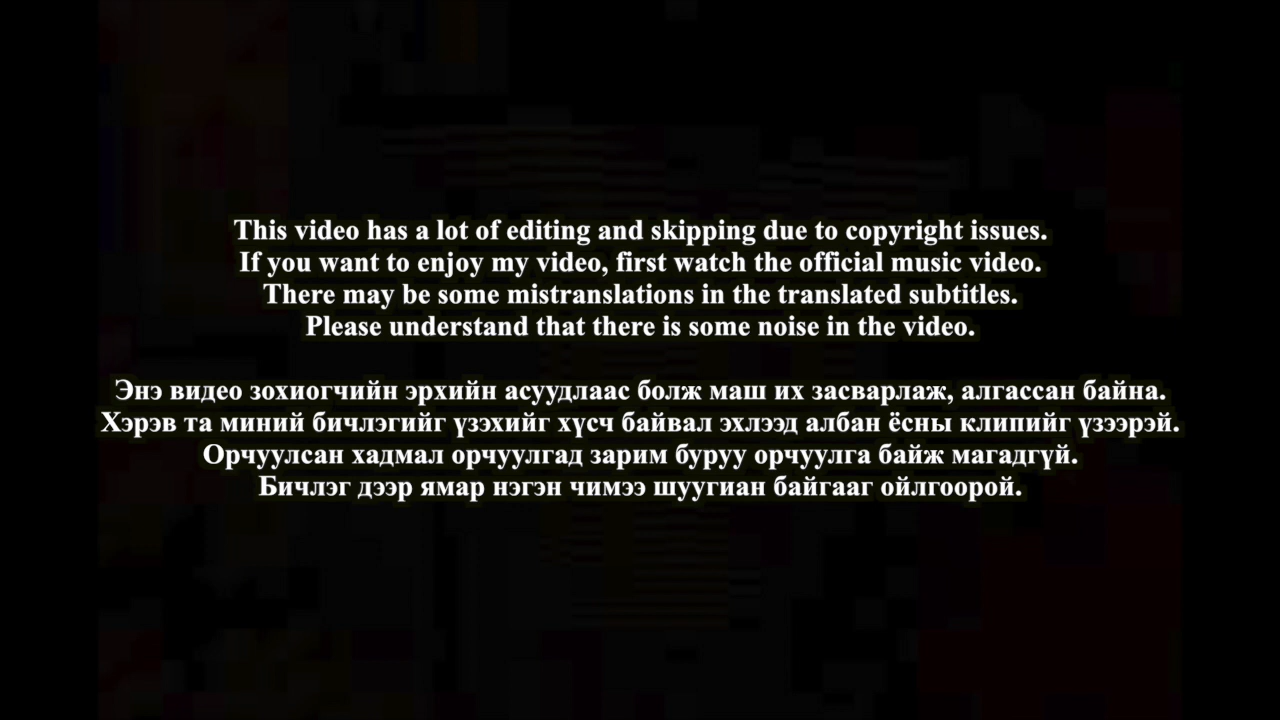 This video has a lot of editing and skipping due to copyright issues.
If you want to enjoy my video, first watch the official music video.
There may be some mistranslations in the translated subtitles.
Please understand that there is some noise in the video.
Энэ видео зохиогчийн эрхийн асуудлаас болж маш их засварлаж, алгассан байна.
Хэрэв та миний бичлэгийг үзэхийг хүсч байвал эхлээд албан ёсны клипийг үзээрэй.
Орчуулсан хадмал орчуулгад зарим буруу орчуулга байж магадгүй.
Бичлэг дээр ямар нэгэн чимээ шуугиан байгааг ойлгоорой.